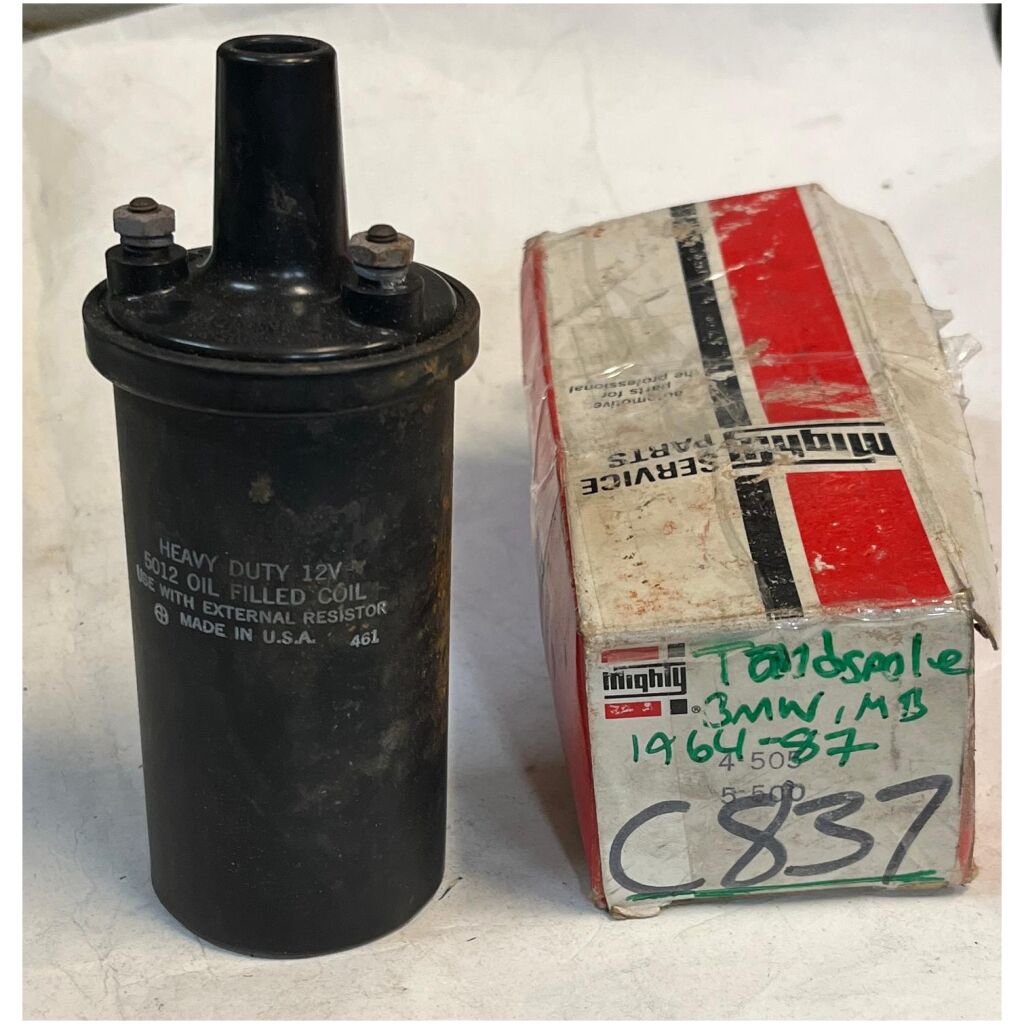 HEAVY DUTY 12V
5012 OIL FILLED COIL
USE WITH EXTERNAL RESISTOR
MADE IN U.S.A. 461
automotive
parts for
the professional
Mighty
SERVICE
PARTS
mighty
®
Tændspole
BMW, MB
1964-87
4 505
5-500
C837